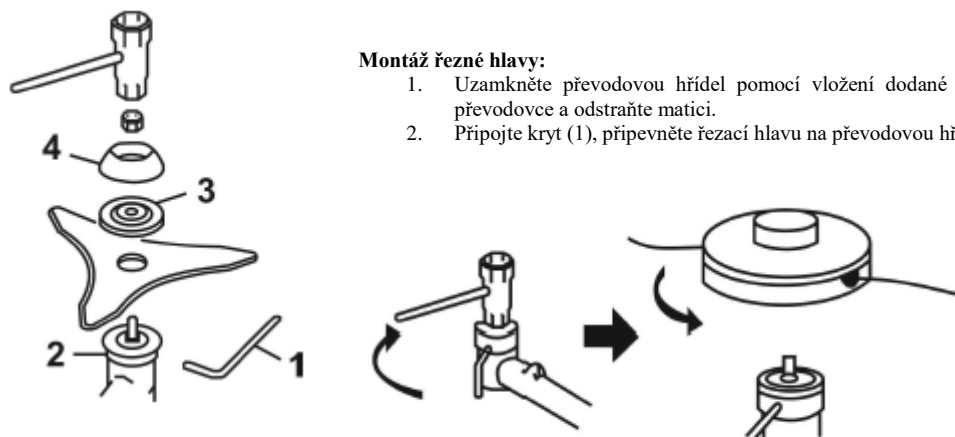 Montáž řezné hlavy:
1. Uzamkněte převodovou hřídel pomocí vložení dodané
převodovce a odstraňte matici.
2. Připojte kryt (1), připevněte řezací hlavu na převodovou
4
3
2
1